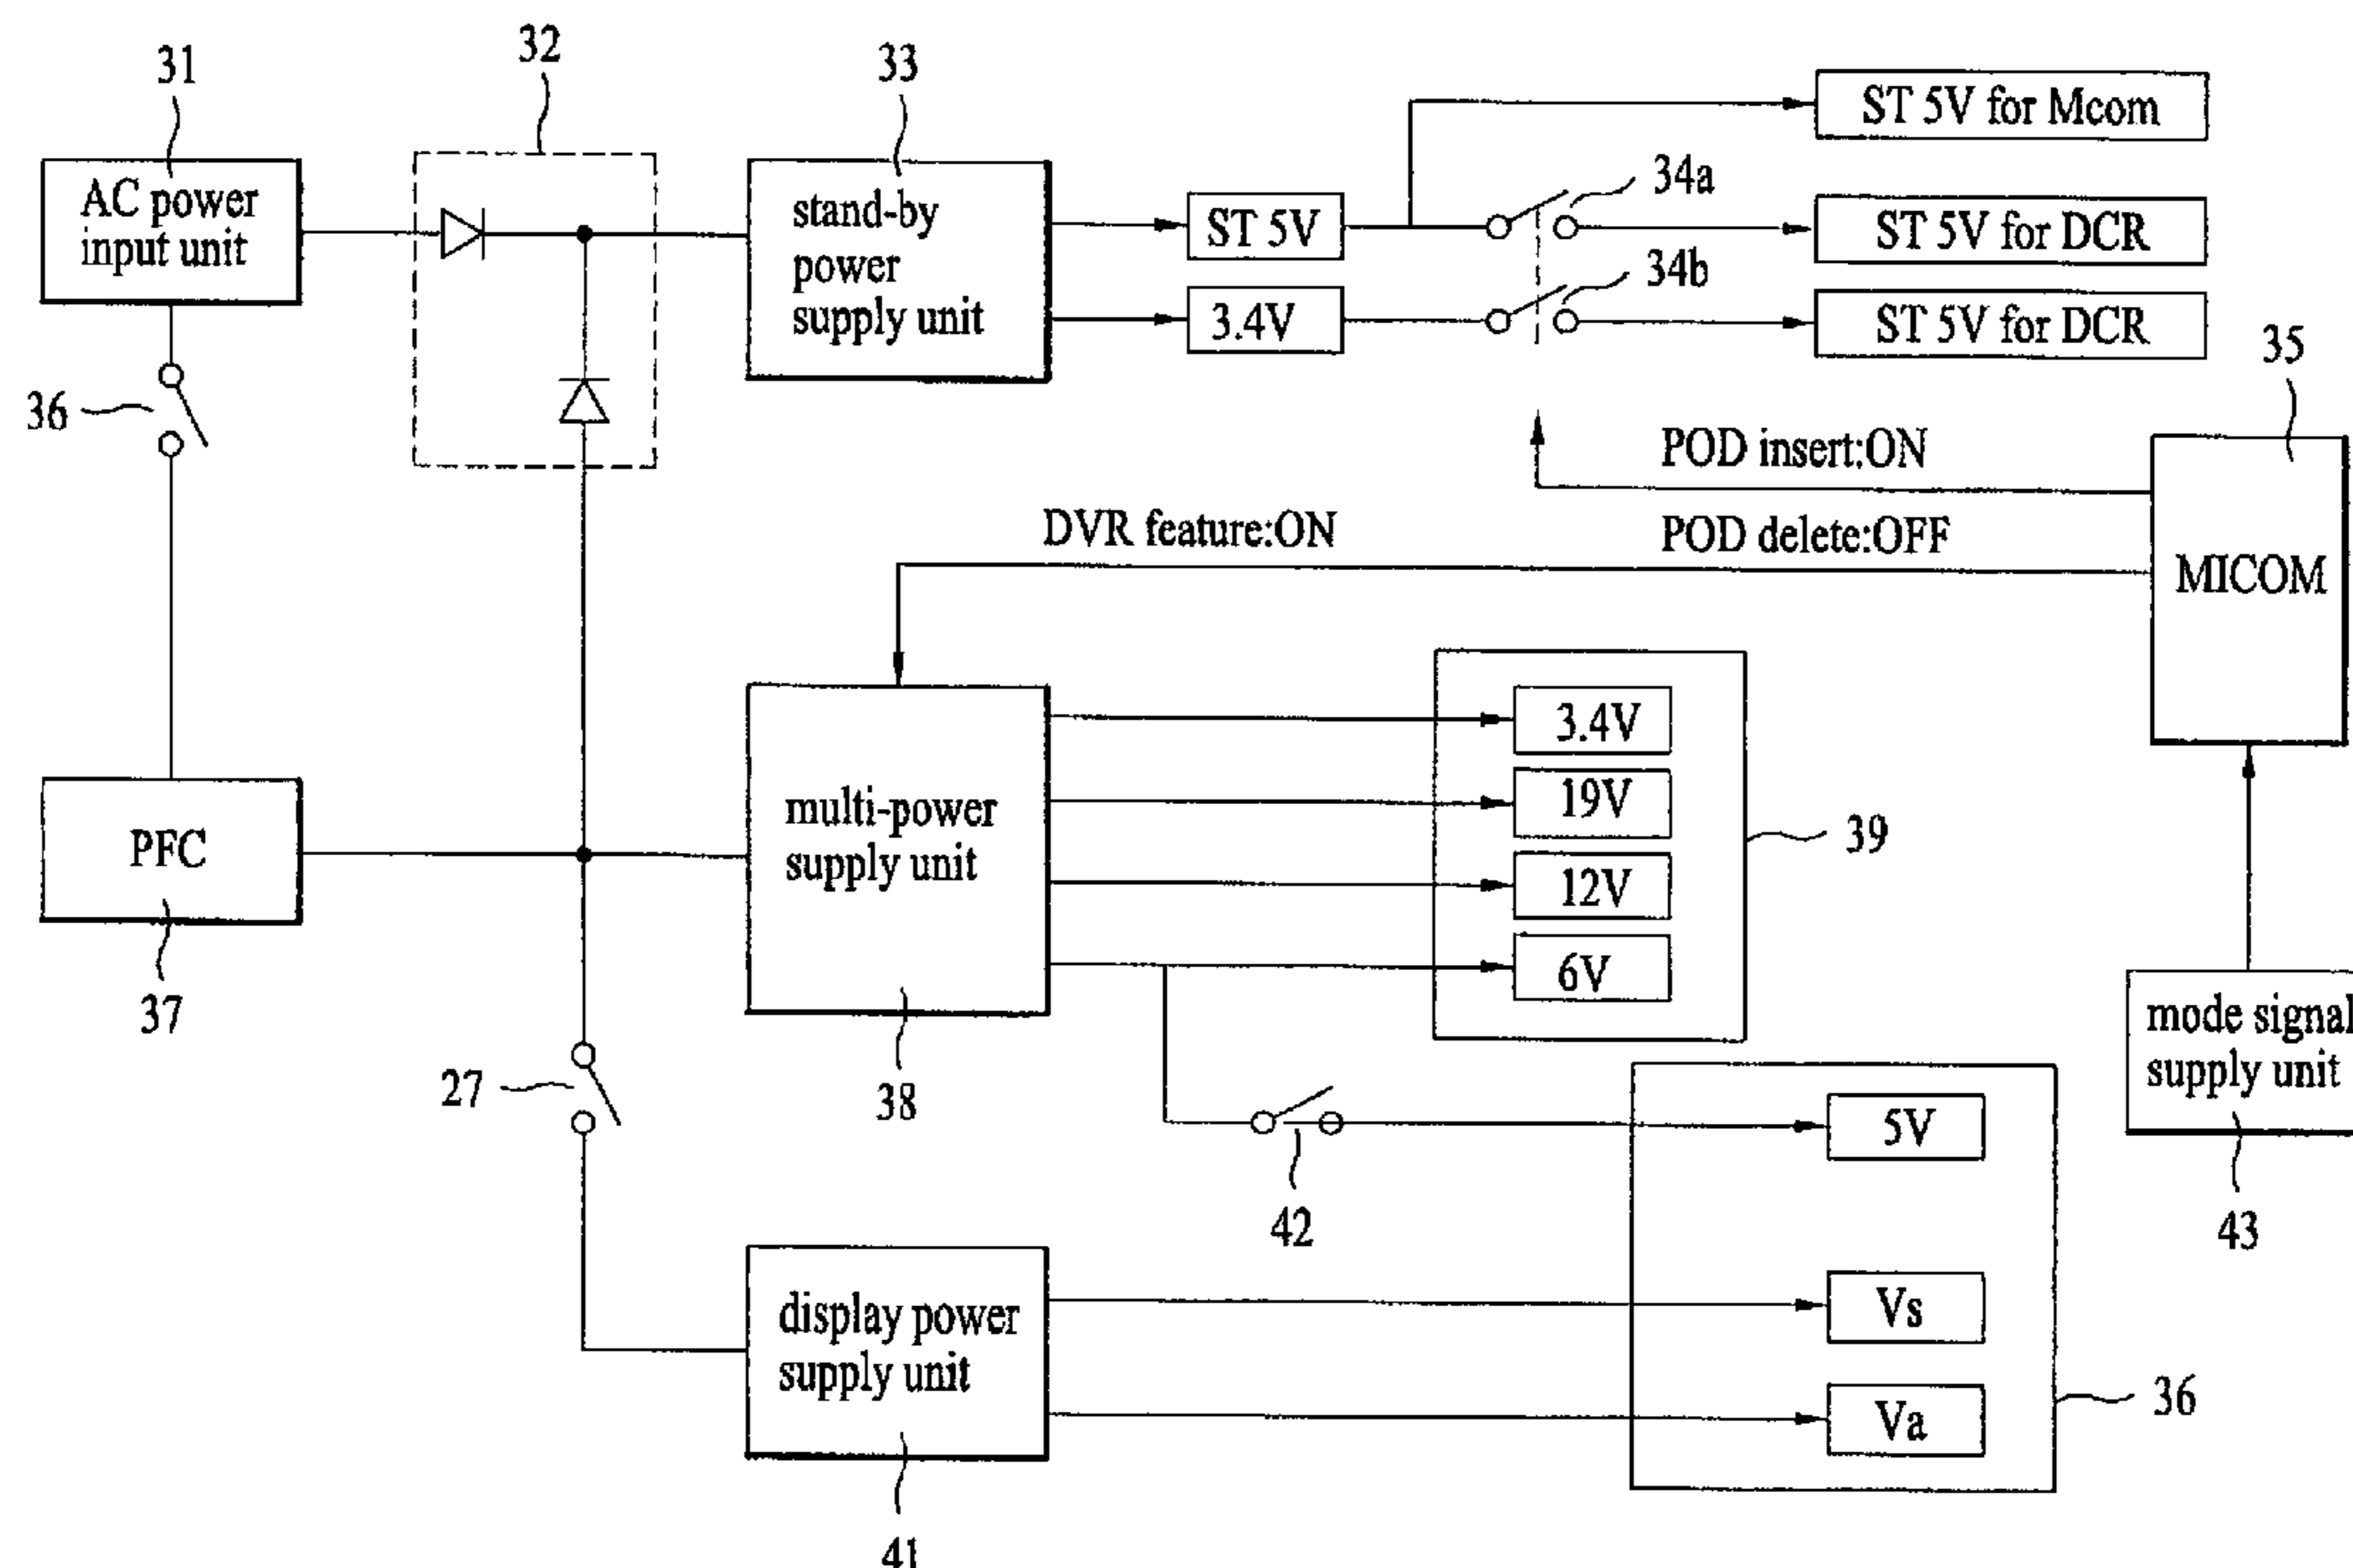 31
32
33
AC power
input unit
stand-by
power
supply unit
ST 5V
3.4V
34a
34b
ST 5V for Mcom
ST 5V for DCR
ST 5V for DCR
35
36
POD insert:ON
DVR feature:ON
POD delete:OFF
MICOM
PFC
37
multi-power
supply unit
38
3.4V
19V
12V
6V
39
mode signal
supply unit
43
27
42
5V
Vs
Va
36
display power
supply unit
41